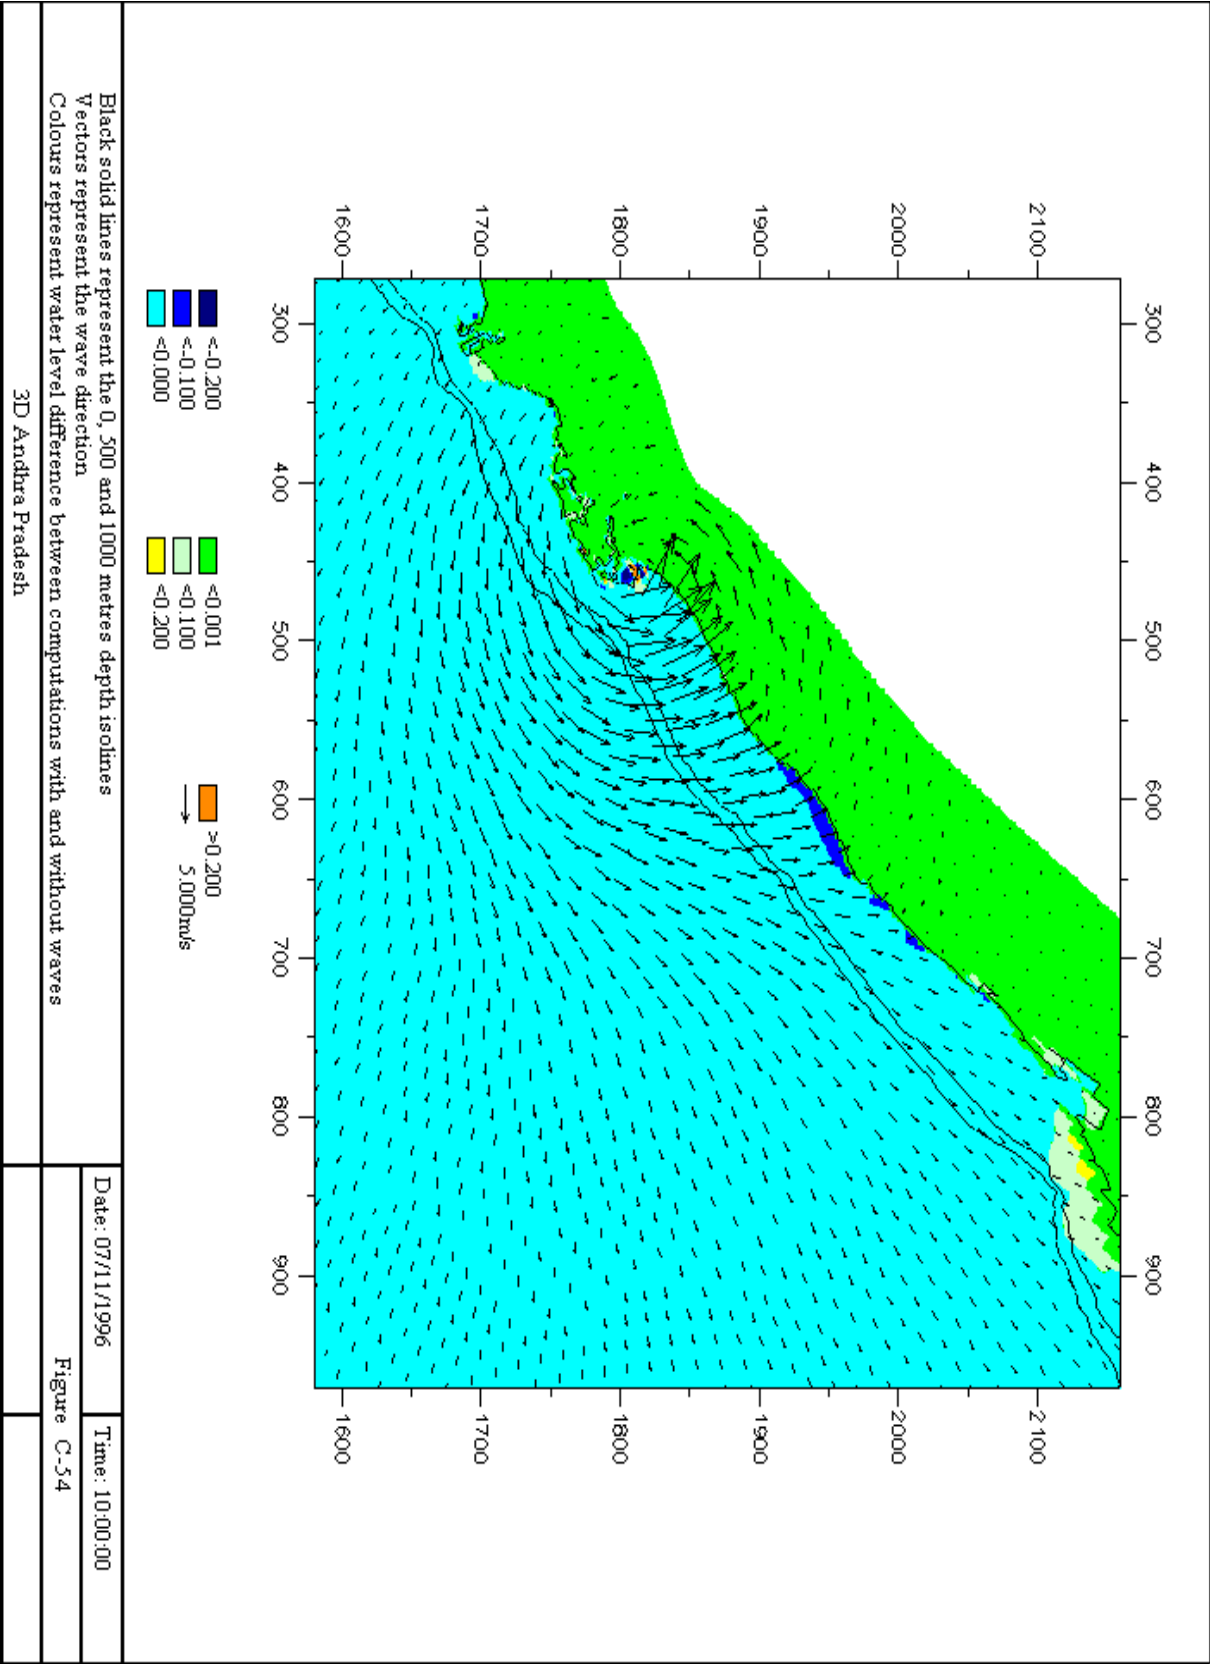 300 400 500 600 700 800 900
2100 2100
2000 2000
1900 1900
1800 1800
1700 1700
1600 1600
300 400 500 600 700 800 900
<-0.200 <0.001 >0.200
<-0.100 <0.100 5.000m/s
<0.000 <0.200
Black solid lines represent the 0, 500 and 1000 metres depth isolines
Vectors represent the wave direction
Colours represent water level difference between computations with and without waves
Date: 07/11/1996 Time: 10:00:00
Figure C-54
3D Andhra Pradesh